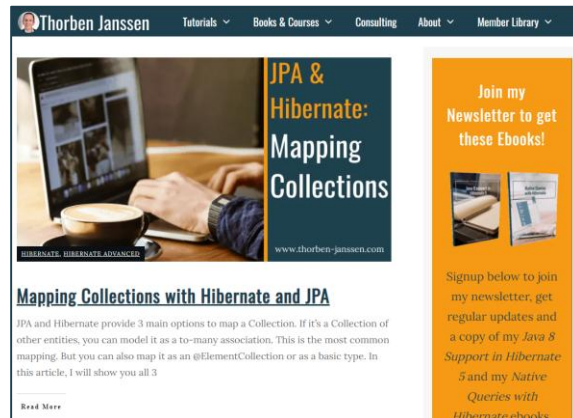 Thorben Janssen
Tutorials
Books & Courses
Consulting
About
Member Library
JPA &
Hibernate:
Mapping
Collections
www.thorben-janssen.com
HIBERNATE, HIBERNATE ADVANCED
Mapping Collections with Hibernate and JPA
JPA and Hibernate provide 3 main options to map a Collection. If it's a Collection of
other entities, you can model it as a to-many association. This is the most common
mapping. But you can also map it as an @ElementCollection or as a basic type. In
this article, I will show you all 3
Read More
Join my
Newsletter to get
these Ebooks!
Signup below to join
my newsletter, get
regular updates and
a copy of my Java 8
Support in Hibernate
5 and my Native
Queries with
Hibernate ebooks.